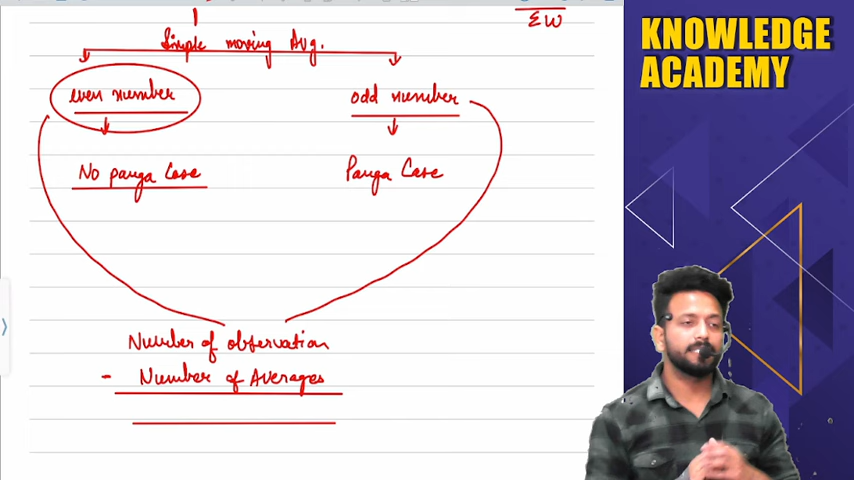 ΣW
Simple moving Avg.
even number
odd number
No panga Case
Panga Case
Number of observation
- Number of Averages
KNOWLEDGE
ACADEMY